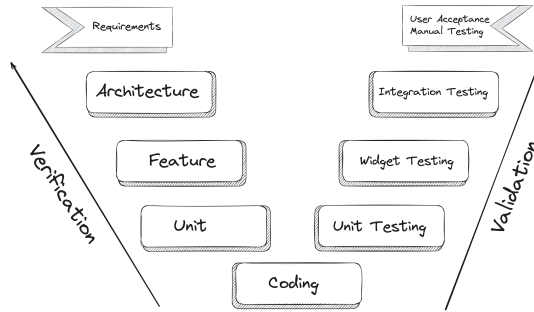 Requirements
User Acceptance
Manual Testing
Architecture
Integration Testing
Verification
Feature
Widget Testing
Validation
Unit
Unit Testing
Coding